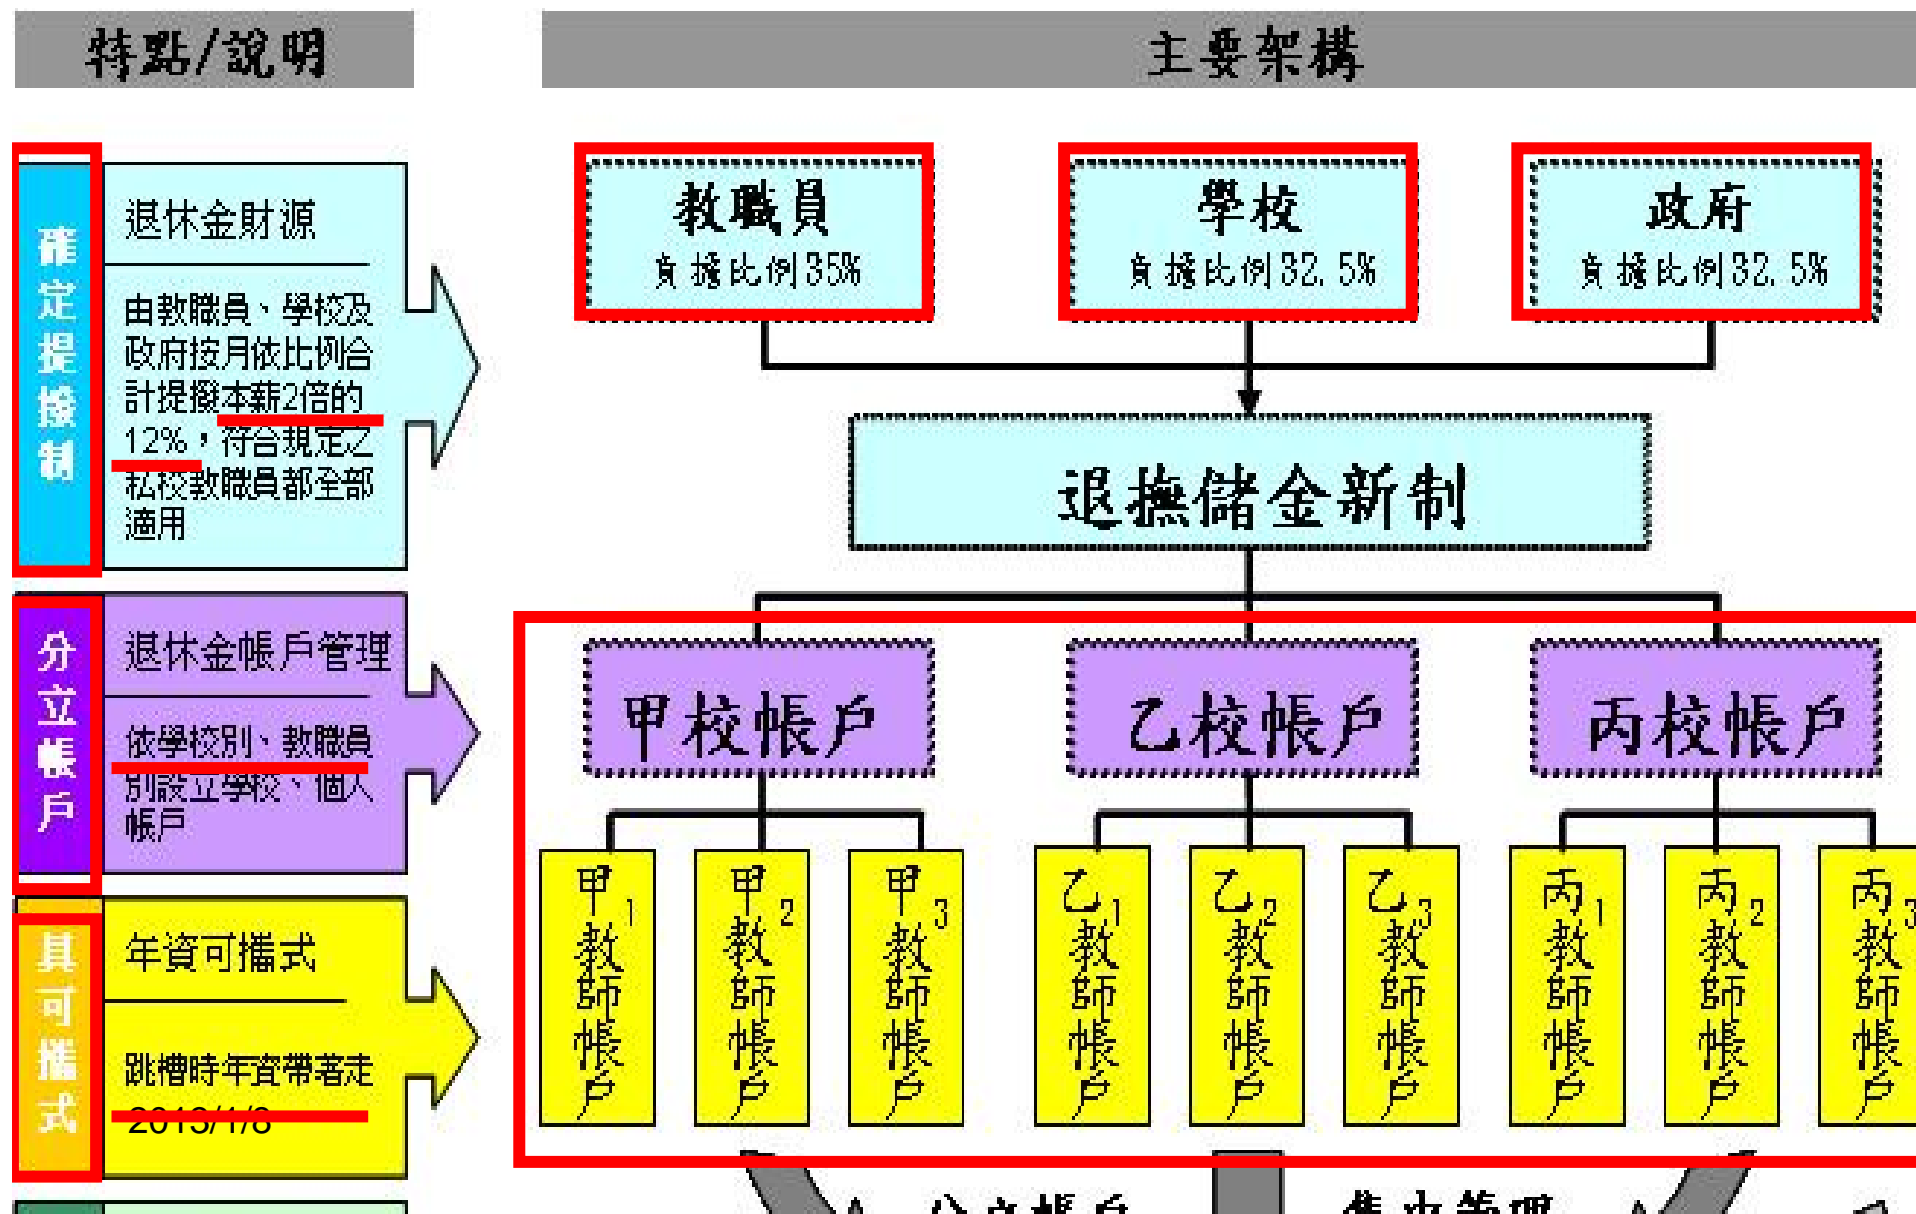 特點/說明
主要架構
確定提撥制
退休金財源
由教職員、學校及
政府按月依比例合
計提撥本薪2倍的
12%，符合規定之
私校教職員都全部
適用
教職員
負擔比例35%
學校
負擔比例32.5%
政府
負擔比例32.5%
退撫儲金新制
分立帳戶
退休金帳戶管理
依學校別、教職員
別設立學校、個人
帳戶
甲校帳戶
乙校帳戶
丙校帳戶
甲1教師帳戶
甲2教師帳戶
甲3教師帳戶
乙1教師帳戶
乙2教師帳戶
乙3教師帳戶
丙1教師帳戶
丙2教師帳戶
丙3教師帳戶
具可攜式
年資可攜式
跳槽時年資帶著走
2013/1/8
分立帳戶
集中管理